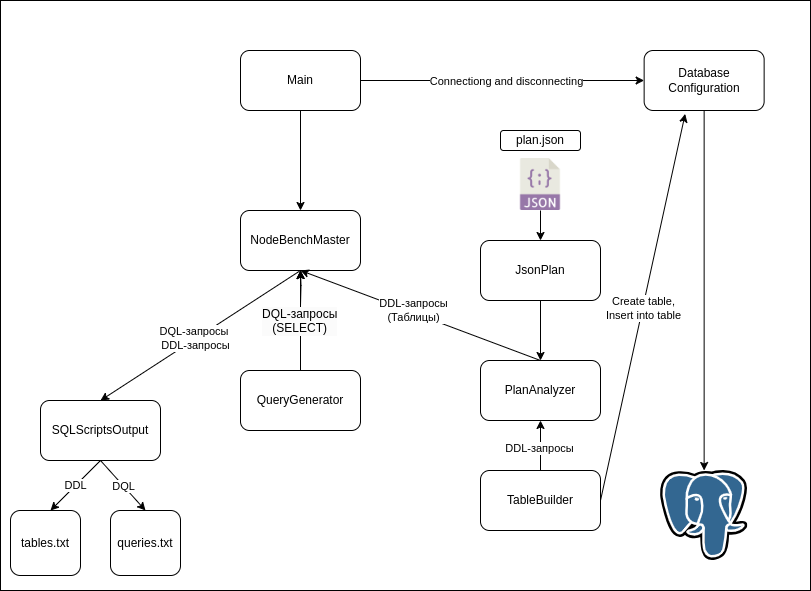 Main
Connectiong and disconnecting
Database
Configuration
plan.json
{;}
JSON
NodeBenchMaster
JsonPlan
DDL-запросы
(Таблицы)
DQL-запросы
(SELECT)
Create table,
Insert into table
DQL-запросы
DDL-запросы
QueryGenerator
PlanAnalyzer
SQLScriptsOutput
DDL-запросы
DDL
DQL
TableBuilder
tables.txt
queries.txt